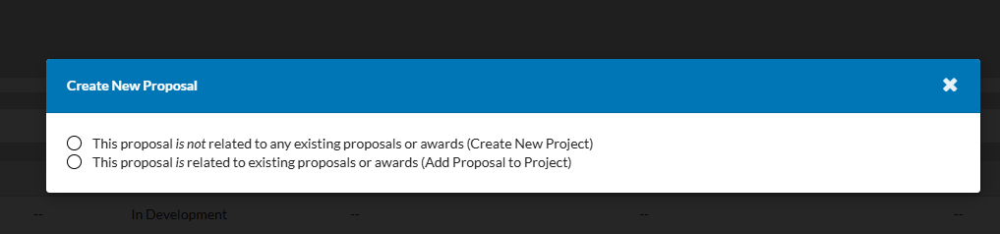 Create New Proposal
This proposal is not related to any existing proposals or awards (Create New Project)
This proposal is related to existing proposals or awards (Add Proposal to Project)
-- In Development -- -- --